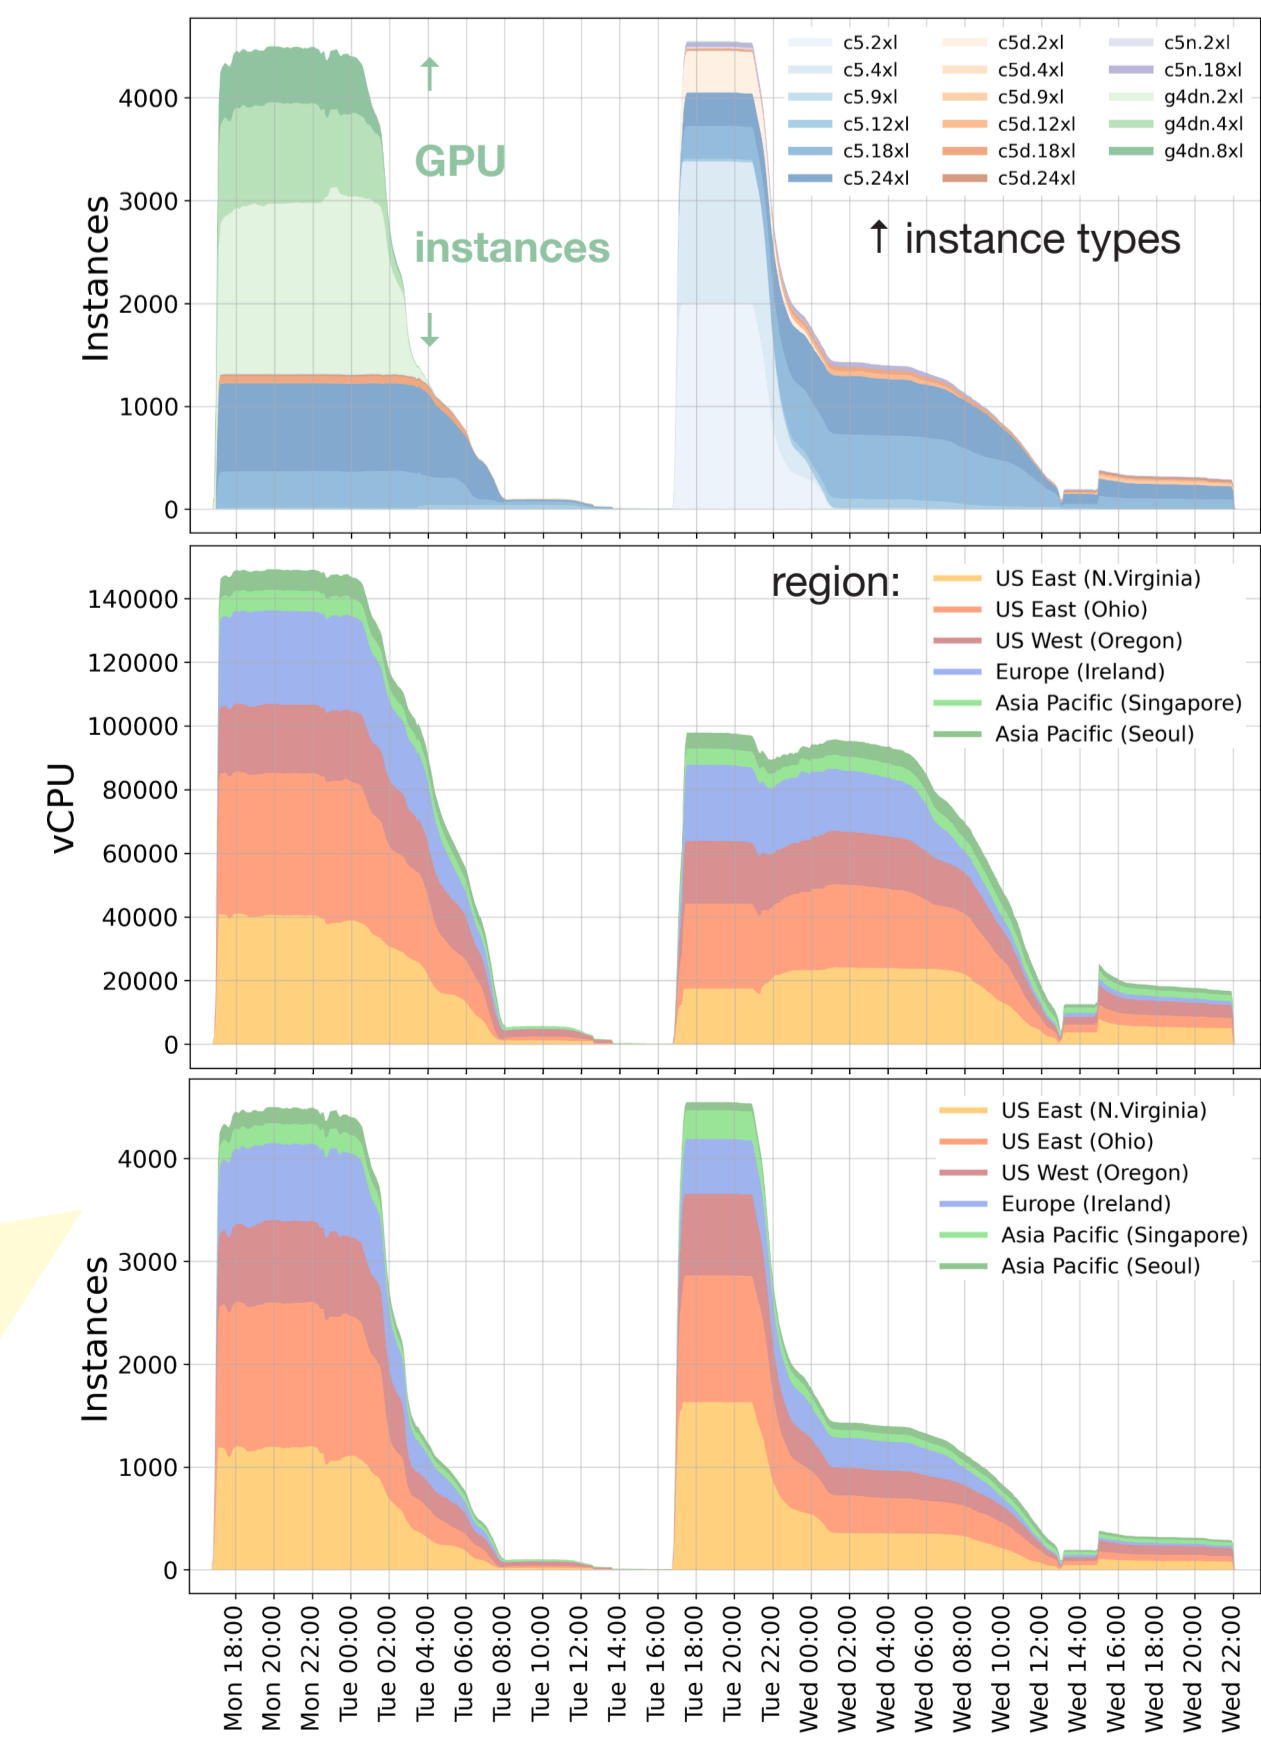 c5.2xl c5d.2xl c5n.2xl
c5.4xl c5d.4xl c5n.18xl
c5.9xl c5d.9xl g4dn.2xl
c5.12xl c5d.12xl g4dn.4xl
c5.18xl c5d.18xl g4dn.8xl
c5.24xl c5d.24xl
↑
GPU
instances
↓
↑ instance types
Instances
4000
3000
2000
1000
0
region:
US East (N.Virginia)
US East (Ohio)
US West (Oregon)
Europe (Ireland)
Asia Pacific (Singapore)
Asia Pacific (Seoul)
vCPU
140000
120000
100000
80000
60000
40000
20000
0
US East (N.Virginia)
US East (Ohio)
US West (Oregon)
Europe (Ireland)
Asia Pacific (Singapore)
Asia Pacific (Seoul)
Instances
4000
3000
2000
1000
0
Mon 18:00
Mon 20:00
Mon 22:00
Tue 00:00
Tue 02:00
Tue 04:00
Tue 06:00
Tue 08:00
Tue 10:00
Tue 12:00
Tue 14:00
Tue 16:00
Tue 18:00
Tue 20:00
Tue 22:00
Wed 00:00
Wed 02:00
Wed 04:00
Wed 06:00
Wed 08:00
Wed 10:00
Wed 12:00
Wed 14:00
Wed 16:00
Wed 18:00
Wed 20:00
Wed 22:00